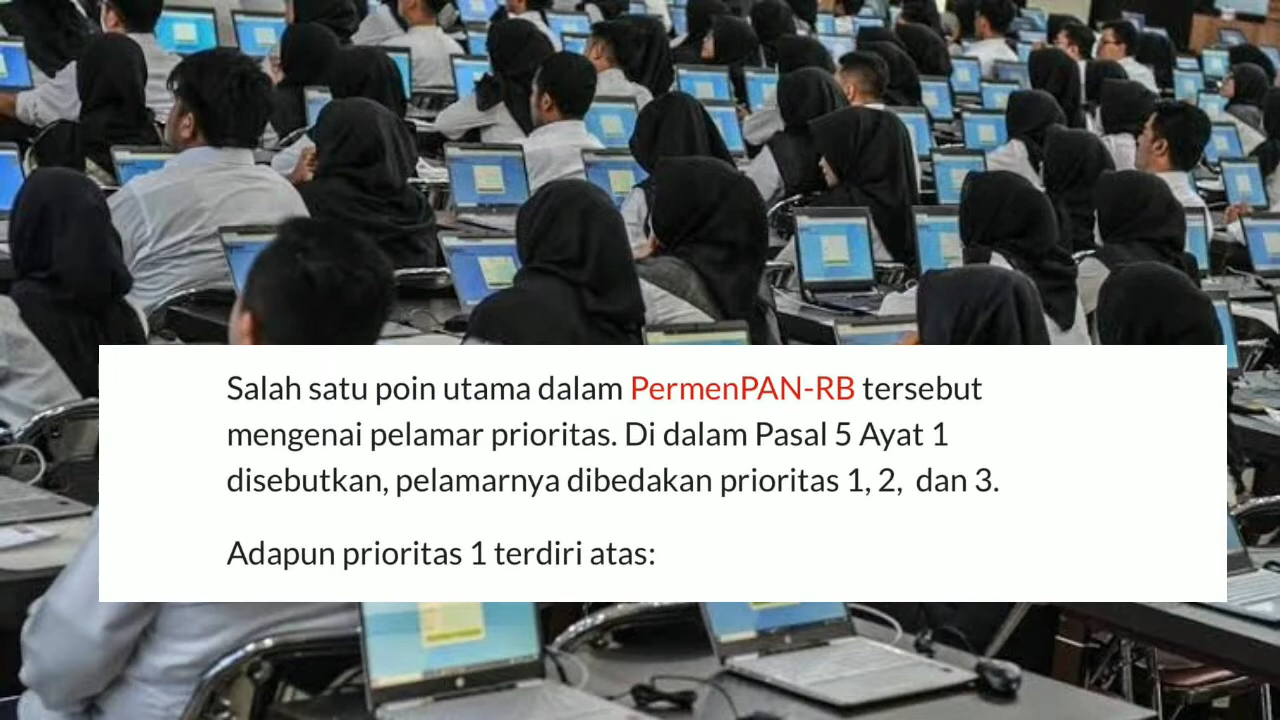 Salah satu poin utama dalam PermenPAN-RB tersebut
mengenai pelamar prioritas. Di dalam Pasal 5 Ayat 1
disebutkan, pelamarnya dibedakan prioritas 1, 2,  dan 3.
Adapun prioritas 1 terdiri atas: